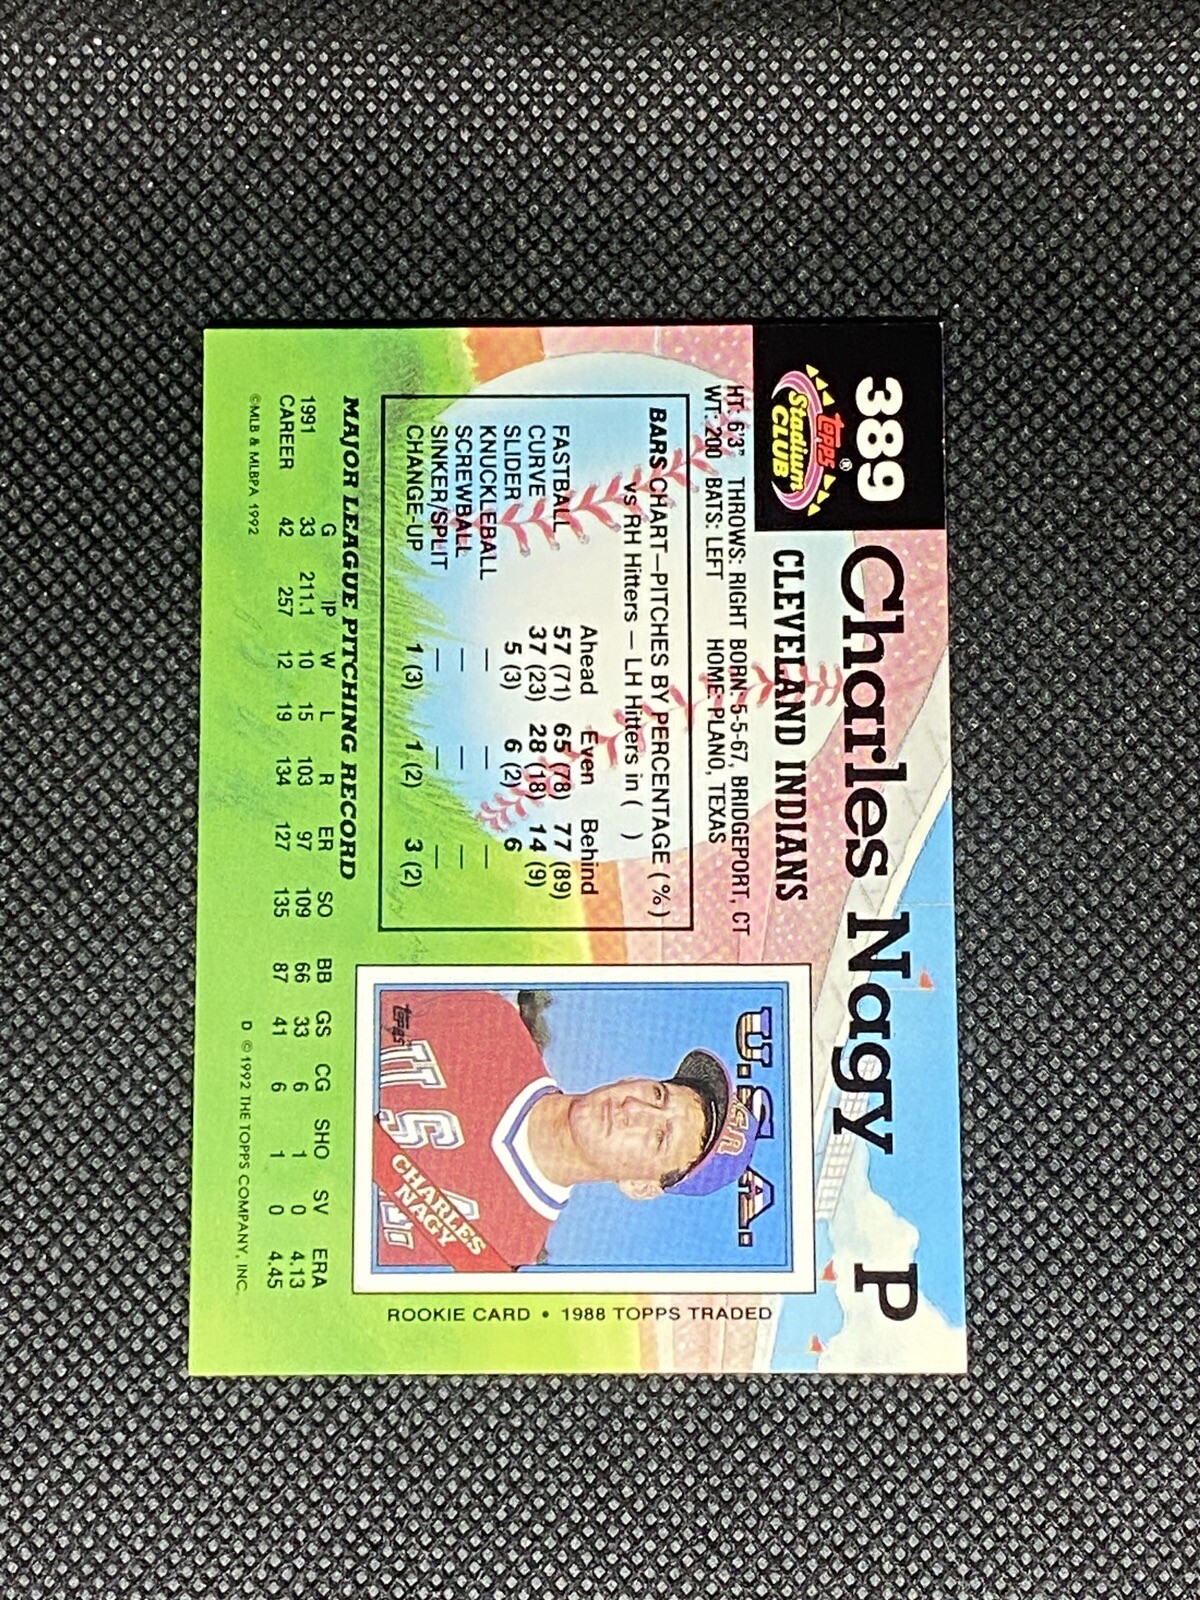 389 Charles Nagy P
Topps® Stadium CLUB
CLEVELAND INDIANS
HT: 6'3" THROWS: RIGHT BORN: 5-5-67, BRIDGEPORT, CT
WT: 200 BATS: LEFT HOME: PLANO, TEXAS
BARS CHART—PITCHES BY PERCENTAGE (%)
vs RH Hitters — LH Hitters in ( )
Ahead Even Behind
FASTBALL 57 (71) 65 (78) 77 (89)
CURVE 37 (23) 28 (18) 14 (9)
SLIDER 5 (3) 6 (2) 6
KNUCKLEBALL — — —
SCREWBALL — — —
SINKER/SPLIT — — —
CHANGE-UP 1 (3) 1 (2) 3 (2)
U.S.A.
USA
topps
USA
CHARLES
NAGY
ROOKIE CARD • 1988 TOPPS TRADED
MAJOR LEAGUE PITCHING RECORD
G IP W L R ER SO BB GS CG SHO SV ERA
1991 33 211.1 10 15 103 97 109 66 33 6 1 0 4.13
CAREER 42 257 12 19 134 127 135 87 41 6 1 0 4.45
©MLB & MLBPA 1992 D ©1992 THE TOPPS COMPANY, INC.